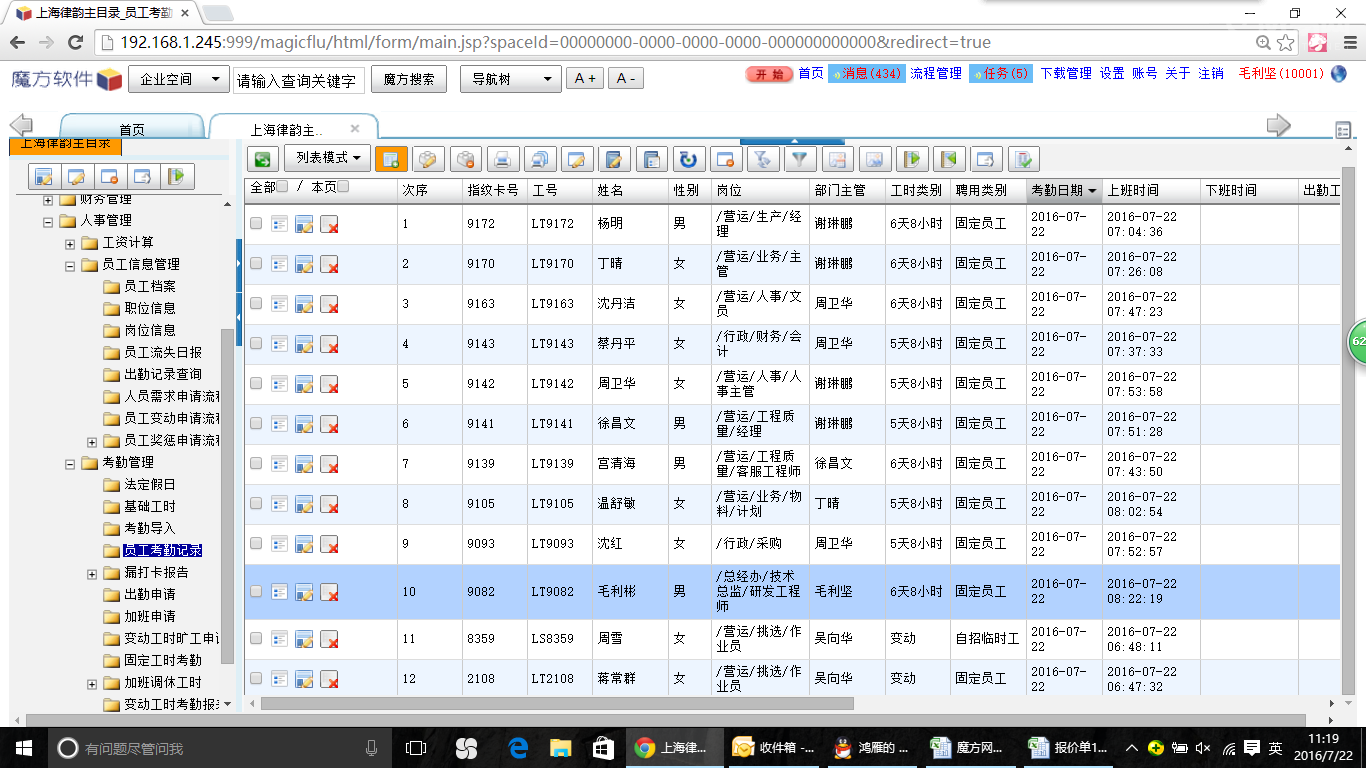 上海律韵主目录_员工考勤
192.168.1.245:999/magicflu/html/form/main.jsp?spaceId=00000000-0000-0000-0000-000000000000&redirect=true
魔方软件 企业空间 请输入查询关键字 魔方搜索 导航树 A + A - 开 始 首页 消息(434) 流程管理 任务(5) 下载管理 设置 账号 关于 注销 毛利坚(10001)
首页 上海律韵主..
上海律韵主目录
列表模式
财务管理
人事管理
工资计算
员工信息管理
员工档案
职位信息
岗位信息
员工流失日报
出勤记录查询
人员需求申请流程
员工变动申请流程
员工奖惩申请流程
考勤管理
法定假日
基础工时
考勤导入
员工考勤记录
漏打卡报告
出勤申请
加班申请
变动工时旷工申请
固定工时考勤
加班调休工时
变动工时考勤报表
全部 / 本页 次序 指纹卡号 工号 姓名 性别 岗位 部门主管 工时类别 聘用类别 考勤日期 上班时间 下班时间 出勤工
1 9172 LT9172 杨明 男 /营运/生产/经理 谢琳鹏 6天8小时 固定员工 2016-07-22 2016-07-22 07:04:36
2 9170 LT9170 丁晴 女 /营运/业务/主管 谢琳鹏 6天8小时 固定员工 2016-07-22 2016-07-22 07:26:08
3 9163 LT9163 沈丹洁 女 /营运/人事/文员 周卫华 6天8小时 固定员工 2016-07-22 2016-07-22 07:47:23
4 9143 LT9143 蔡丹平 女 /行政/财务/会计 周卫华 5天8小时 固定员工 2016-07-22 2016-07-22 07:37:33
5 9142 LT9142 周卫华 女 /营运/人事/人事主管 谢琳鹏 5天8小时 固定员工 2016-07-22 2016-07-22 07:53:58
6 9141 LT9141 徐昌文 男 /营运/工程质量/经理 谢琳鹏 5天8小时 固定员工 2016-07-22 2016-07-22 07:51:28
7 9139 LT9139 宫清海 男 /营运/工程质量/客服工程师 徐昌文 6天8小时 固定员工 2016-07-22 2016-07-22 07:43:50
8 9105 LT9105 温舒敏 女 /营运/业务/物料/计划 丁晴 5天8小时 固定员工 2016-07-22 2016-07-22 08:02:54
9 9093 LT9093 沈红 女 /行政/采购 周卫华 5天8小时 固定员工 2016-07-22 2016-07-22 07:52:57
10 9082 LT9082 毛利彬 男 /总经办/技术总监/研发工程师 毛利坚 6天8小时 固定员工 2016-07-22 2016-07-22 08:22:19
11 8359 LS8359 周雪 女 /营运/挑选/作业员 吴向华 变动 自招临时工 2016-07-22 2016-07-22 06:48:11
12 2108 LT2108 蒋常群 女 /营运/挑选/作业员 吴向华 变动 固定员工 2016-07-22 2016-07-22 06:47:32
62
有问题尽管问我 上海律... 收件箱 -... 鸿雁的 ... 魔方网... 报价单1... 英 11:19
2016/7/22